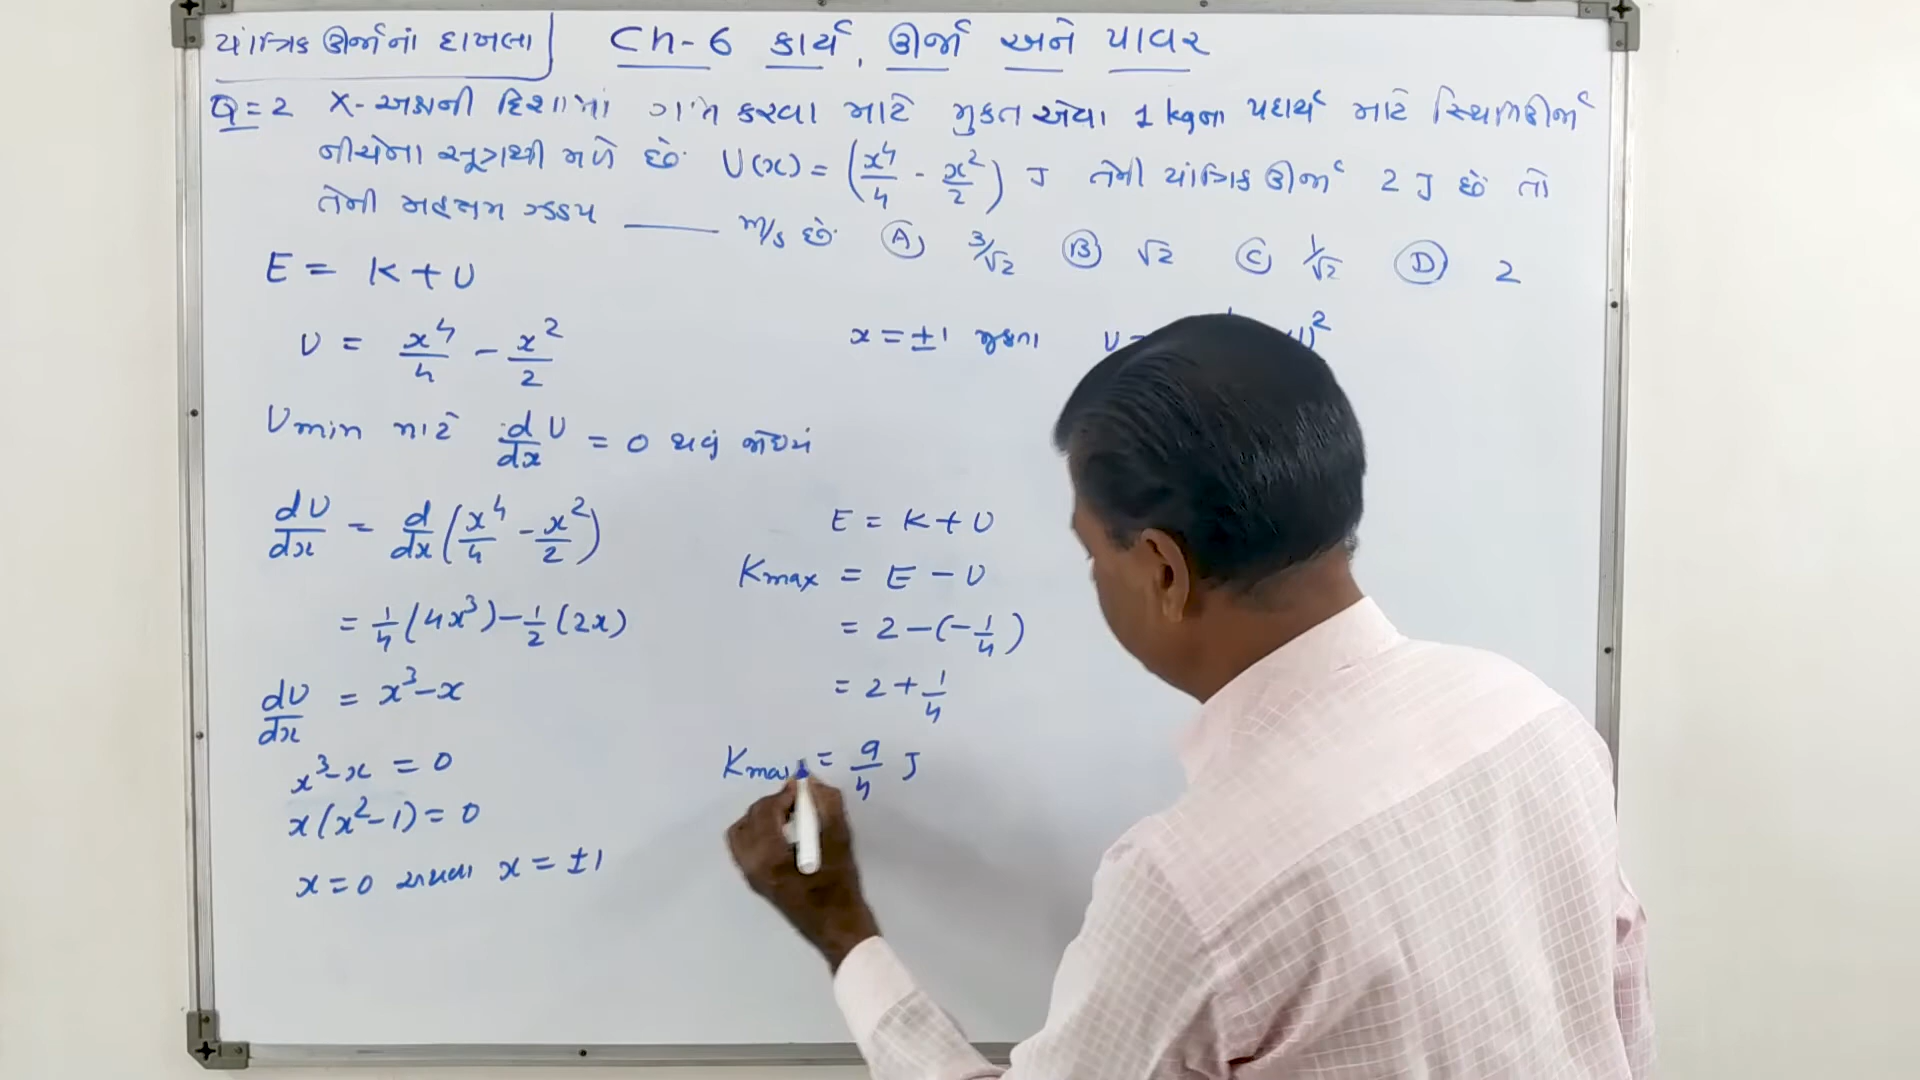 યાંત્રિક ઊર્જાનાં દાખલા
Ch-6 કાર્ય, ઊર્જા અને પાવર
Q=2 X-અક્ષની દિશામાં ગતિ કરવા માટે મુક્ત એવા 1 kgના પદાર્થ માટે સ્થિતિઊર્જા
નીચેના સૂત્રથી મળે છે. U(x) = (x⁴/4 - x²/2) J તેની યાંત્રિક ઊર્જા 2 J છે તો
તેની મહત્તમ ઝડપ ____ m/s છે. (A) 3/√2 (B) √2 (C) 1/√2 (D) 2
E = K + U
U = x⁴/4 - x²/2
Umin માટે d/dx U = 0 થવું જોઇએ
dU/dx = d/dx (x⁴/4 - x²/2)
= 1/4 (4x³) - 1/2 (2x)
dU/dx = x³ - x
x³ - x = 0
x(x² - 1) = 0
x = 0 અથવા x = ±1
x = ±1 મુકતા U =
E = K + U
Kmax = E - U
= 2 - (-1/4)
= 2 + 1/4
Kmax = 9/4 J